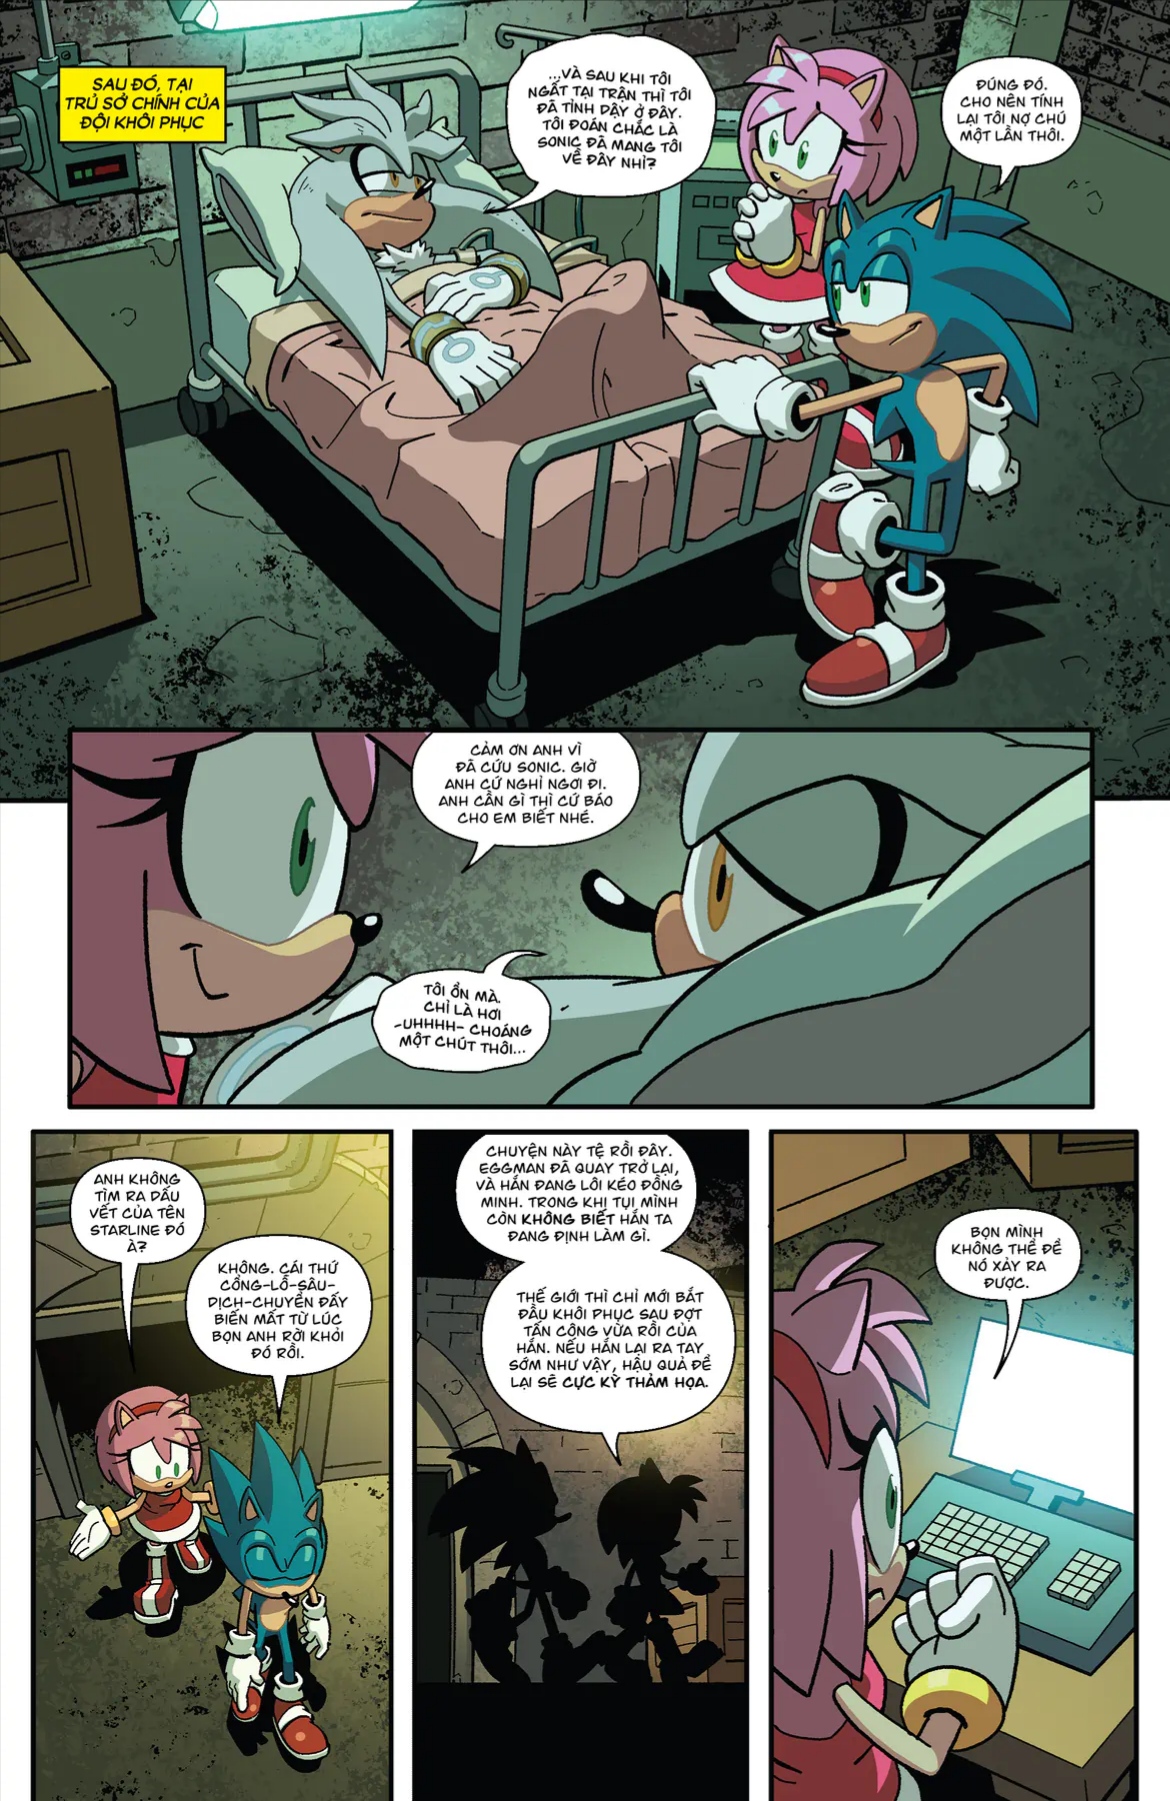 SAU ĐÓ, TẠI
TRỤ SỞ CHÍNH CỦA
ĐỘI KHÔI PHỤC
...VÀ SAU KHI TÔI
NGẤT TẠI TRẬN THÌ TÔI
ĐÃ TỈNH DẬY Ở ĐÂY.
TÔI ĐOÁN CHẮC LÀ
SONIC ĐÃ MANG TÔI
VỀ ĐÂY NHỈ?
ĐÚNG ĐÓ.
CHO NÊN TÍNH
LẠI TÔI NỢ CHÚ
MỘT LẦN THÔI.
CẢM ƠN ANH VÌ
ĐÃ CỨU SONIC. GIỜ
ANH CỨ NGHỈ NGƠI ĐI.
ANH CẦN GÌ THÌ CỨ BÁO
CHO EM BIẾT NHÉ.
TÔI ỔN MÀ.
CHỈ LÀ HƠI
-UHHHH- CHOÁNG
MỘT CHÚT THÔI...
ANH KHÔNG
TÌM RA DẤU
VẾT CỦA TÊN
STARLINE ĐÓ
À?
KHÔNG. CÁI THỨ
CỔNG-LỖ-SÂU-
DỊCH-CHUYỂN ĐẤY
BIẾN MẤT TỪ LÚC
BỌN ANH RỜI KHỎI
ĐÓ RỒI.
CHUYỆN NÀY TỆ RỒI ĐÂY.
EGGMAN ĐÃ QUAY TRỞ LẠI,
VÀ HẮN ĐANG LÔI KÉO ĐỒNG
MINH. TRONG KHI TỤI MÌNH
CÒN KHÔNG BIẾT HẮN TA
ĐANG ĐỊNH LÀM GÌ.
THẾ GIỚI THÌ CHỈ MỚI BẮT
ĐẦU KHÔI PHỤC SAU ĐỢT
TẤN CÔNG VỪA RỒI CỦA
HẮN. NẾU HẮN LẠI RA TAY
SỚM NHƯ VẬY, HẬU QUẢ ĐỂ
LẠI SẼ CỰC KỲ THẢM HỌA.
BỌN MÌNH
KHÔNG THỂ ĐỂ
NÓ XẢY RA
ĐƯỢC.